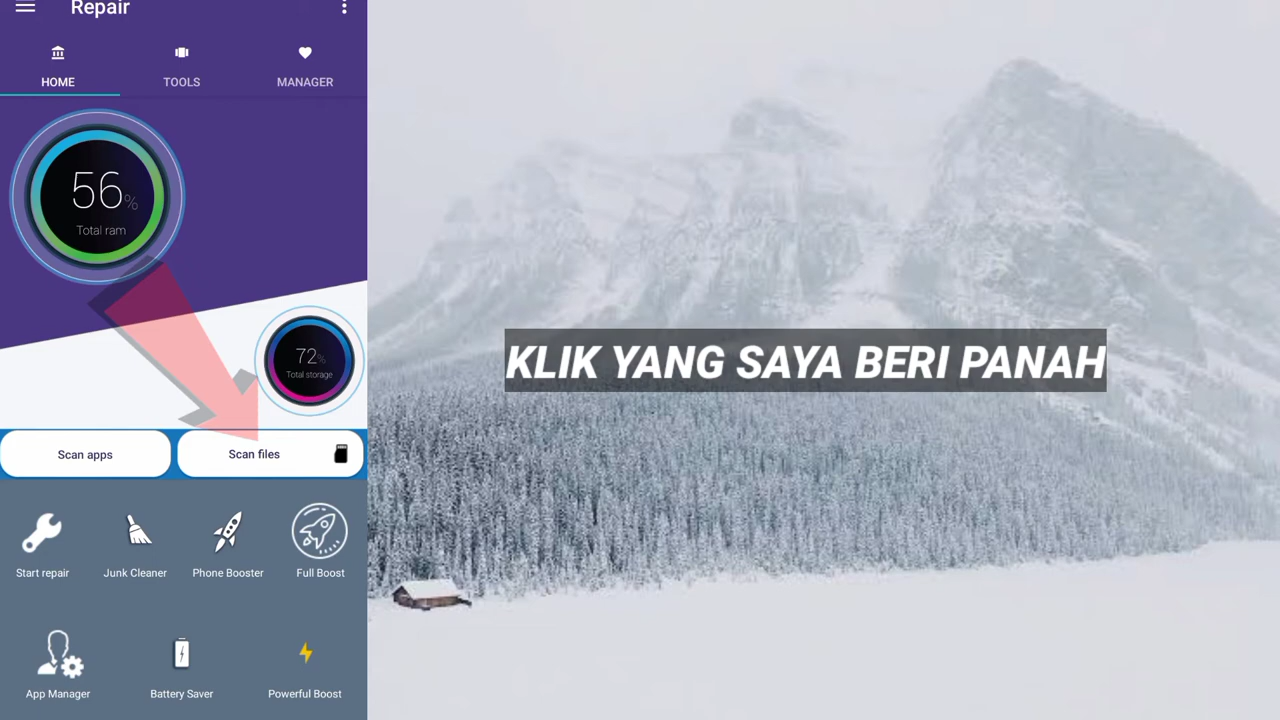 Repair
HOME
TOOLS
MANAGER
56%
Total ram
72%
Total storage
Scan apps
Scan files
KLIK YANG SAYA BERI PANAH
Start repair
Junk Cleaner
Phone Booster
Full Boost
App Manager
Battery Saver
Powerful Boost